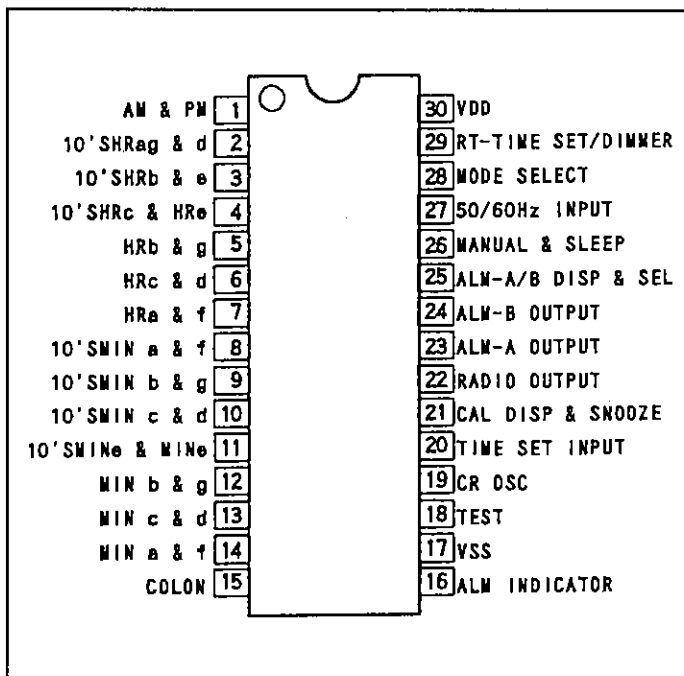 AM & PM 1 30 VDD
10'SHRag & d 2 29 RT-TIME SET/DIMMER
10'SHRb & e 3 28 MODE SELECT
10'SHRc & HRe 4 27 50/60Hz INPUT
HRb & g 5 26 MANUAL & SLEEP
HRc & d 6 25 ALM-A/B DISP & SEL
HRa & f 7 24 ALM-B OUTPUT
10'SMIN a & f 8 23 ALM-A OUTPUT
10'SMIN b & g 9 22 RADIO OUTPUT
10'SMIN c & d 10 21 CAL DISP & SNOOZE
10'SMINe & MINe 11 20 TIME SET INPUT
MIN b & g 12 19 CR OSC
MIN c & d 13 18 TEST
MIN a & f 14 17 VSS
COLON 15 16 ALM INDICATOR